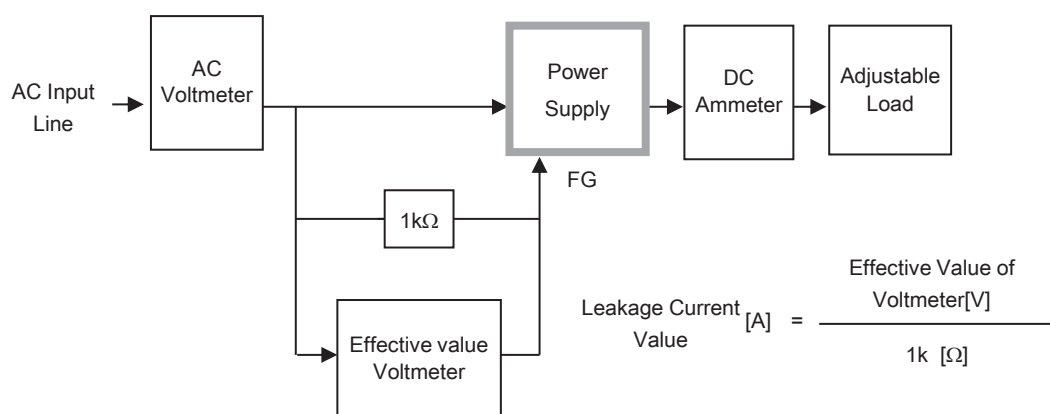 AC Input
Line
AC
Voltmeter
Power
Supply
DC
Ammeter
Adjustable
Load
FG
1kΩ
Effective value
Voltmeter
Leakage Current
Value
[A] =
Effective Value of
Voltmeter[V]
1k [Ω]